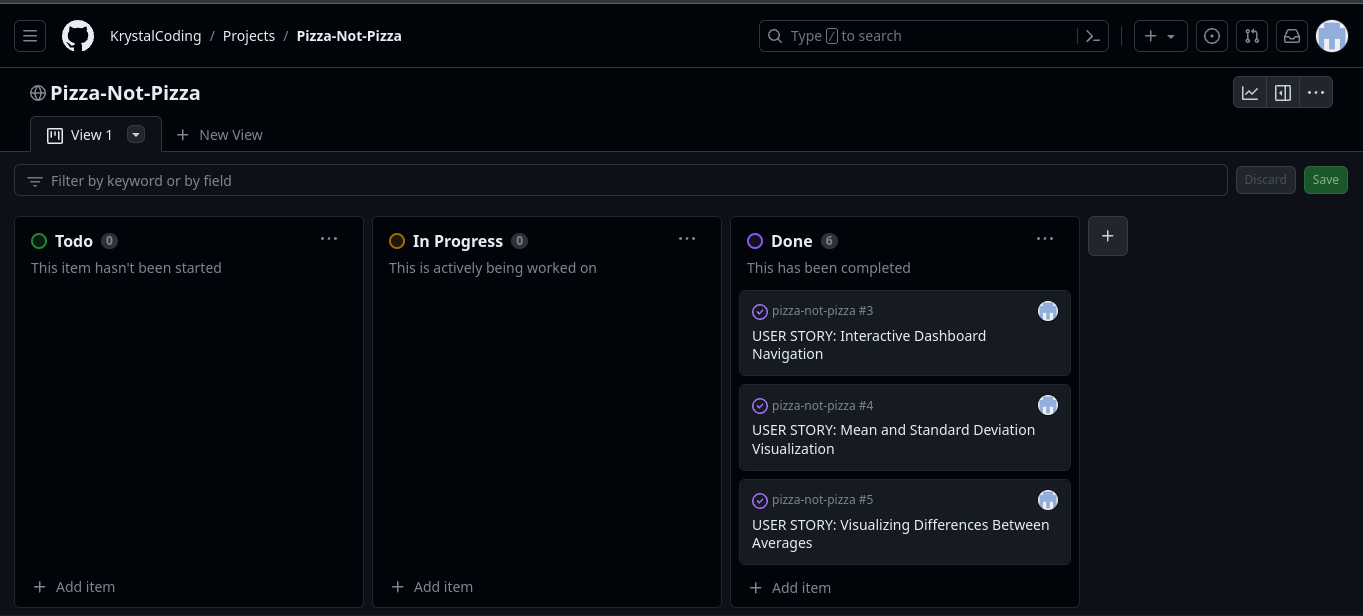 KrystalCoding / Projects / Pizza-Not-Pizza
Type / to search
Pizza-Not-Pizza
View 1
New View
Filter by keyword or by field
Discard
Save
Todo 0
This item hasn't been started
Add item
In Progress 0
This is actively being worked on
Add item
Done 6
This has been completed
pizza-not-pizza #3
USER STORY: Interactive Dashboard
Navigation
pizza-not-pizza #4
USER STORY: Mean and Standard Deviation
Visualization
pizza-not-pizza #5
USER STORY: Visualizing Differences Between
Averages
Add item